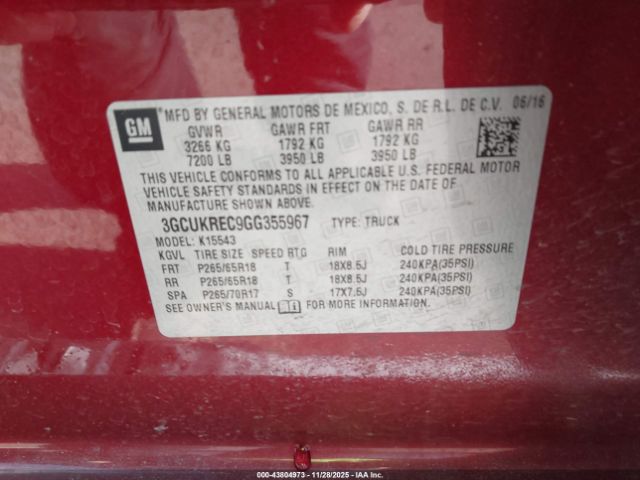 GM
MFD BY GENERAL MOTORS DE MEXICO, S. DE R.L. DE C.V. 06/16
GVWR GAWR FRT GAWR RR
3266 KG 1792 KG 1792 KG
7200 LB 3950 LB 3950 LB
THIS VEHICLE CONFORMS TO ALL APPLICABLE U.S. FEDERAL MOTOR
VEHICLE SAFETY STANDARDS IN EFFECT ON THE DATE OF
MANUFACTURE SHOWN ABOVE.
3GCUKREC9GG355967 TYPE: TRUCK
MODEL: K15543
KGVL TIRE SIZE SPEED RTG RIM COLD TIRE PRESSURE
FRT P265/65R18 T 18X8.5J 240KPA(35PSI)
RR P265/65R18 T 18X8.5J 240KPA(35PSI)
SPA P265/70R17 S 17X7.5J 240KPA(35PSI)
SEE OWNER'S MANUAL FOR MORE INFORMATION.
000-43804973 | 11/28/2025 | IAA Inc.